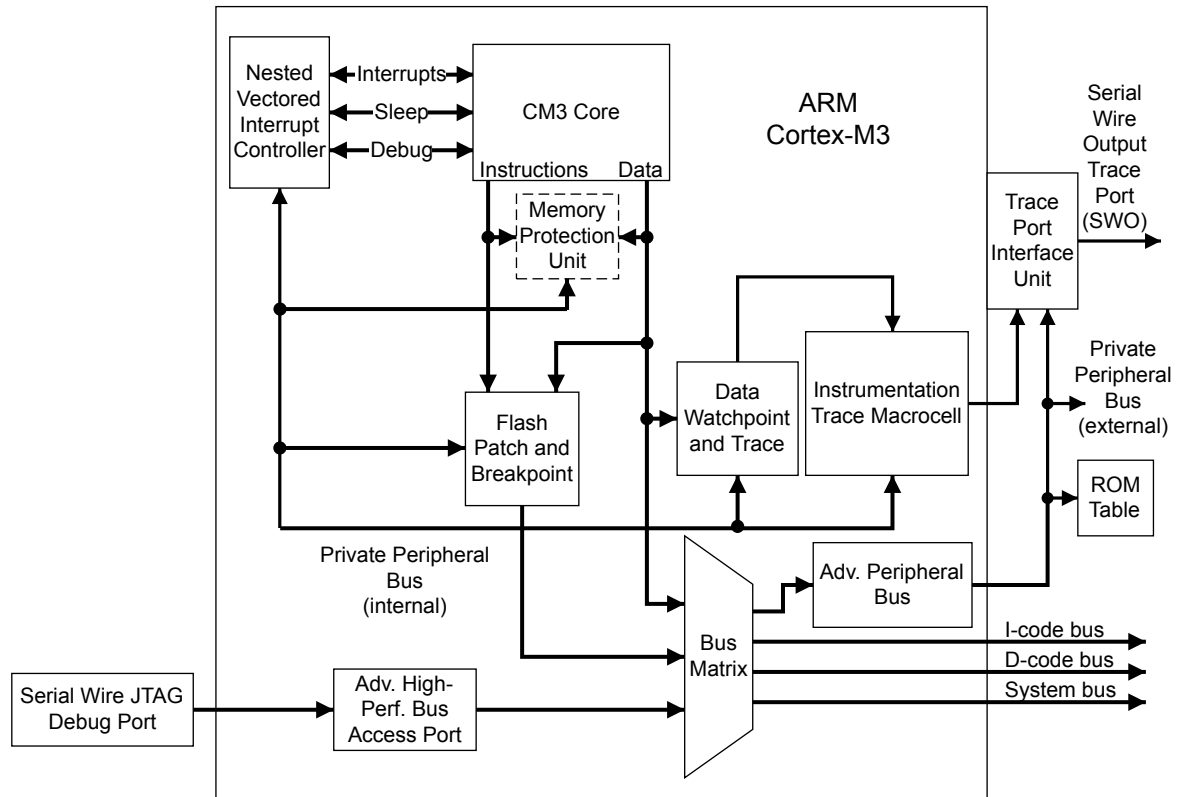 Nested
Vectored
Interrupt
Controller
Interrupts
Sleep
Debug
CM3 Core
Instructions
Data
ARM
Cortex-M3
Memory
Protection
Unit
Serial
Wire
Output
Trace
Port
(SWO)
Trace
Port
Interface
Unit
Flash
Patch and
Breakpoint
Data
Watchpoint
and Trace
Instrumentation
Trace Macrocell
Private
Peripheral
Bus
(external)
ROM
Table
Private Peripheral
Bus
(internal)
Adv. Peripheral
Bus
Bus
Matrix
I-code bus
D-code bus
System bus
Serial Wire JTAG
Debug Port
Adv. High-
Perf. Bus
Access Port